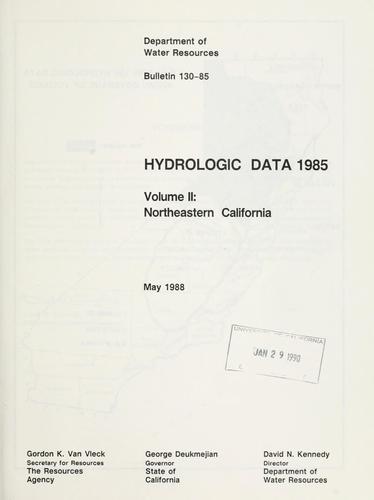 Department of
Water Resources
Bulletin 130-85
HYDROLOGIC DATA 1985
Volume II:
Northeastern California
May 1988
JAN 29 1990
Gordon K. Van Vleck
Secretary for Resources
The Resources
Agency
George Deukmejian
Governor
State of
California
David N. Kennedy
Director
Department of
Water Resources